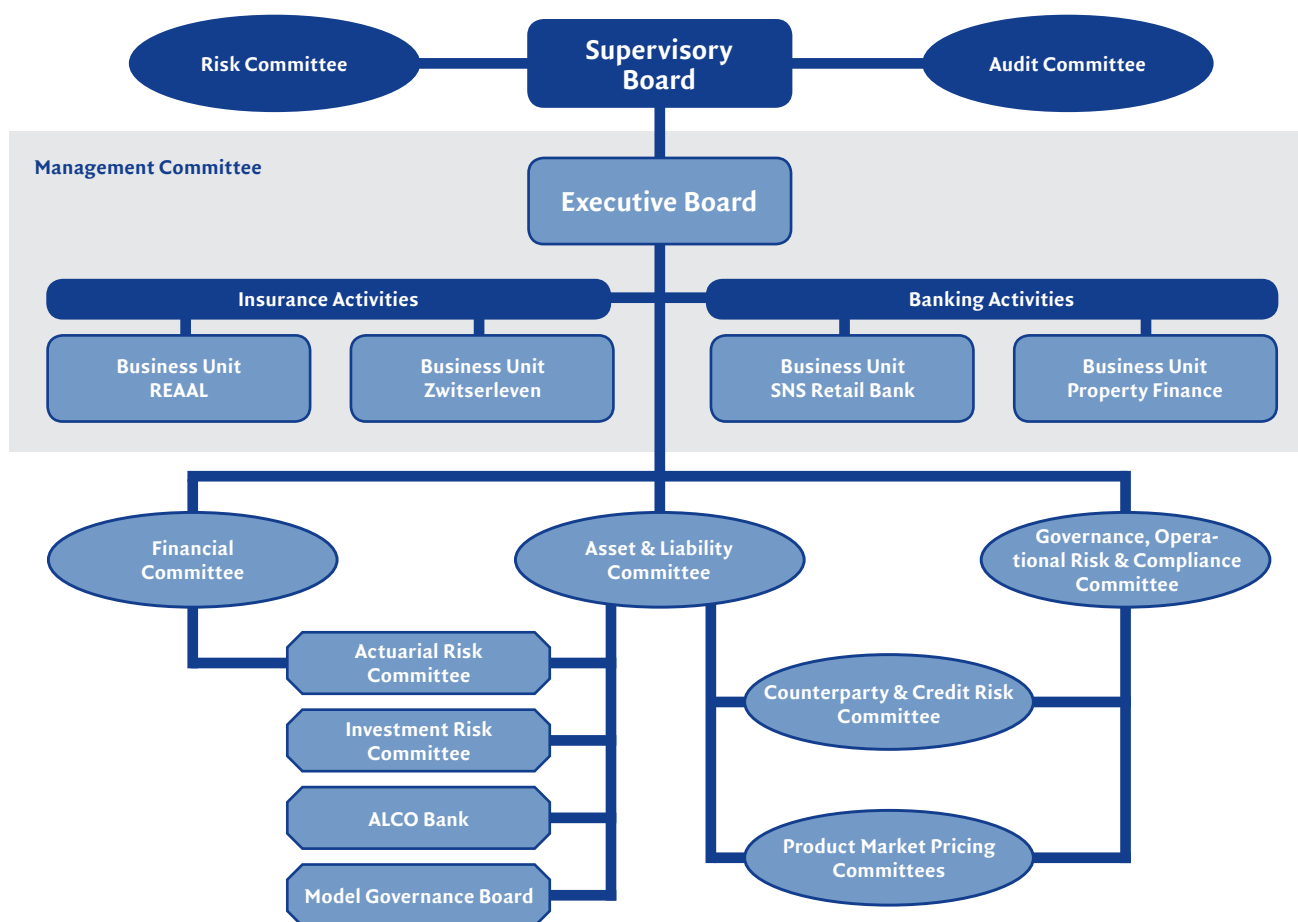 Risk Committee
Supervisory
Board
Audit Committee
Management Committee
Executive Board
Insurance Activities
Banking Activities
Business Unit
REAAL
Business Unit
Zwitserleven
Business Unit
SNS Retail Bank
Business Unit
Property Finance
Financial
Committee
Asset & Liability
Committee
Governance, Opera-
tional Risk & Compliance
Committee
Actuarial Risk
Committee
Investment Risk
Committee
ALCO Bank
Model Governance Board
Counterparty & Credit Risk
Committee
Product Market Pricing
Committees